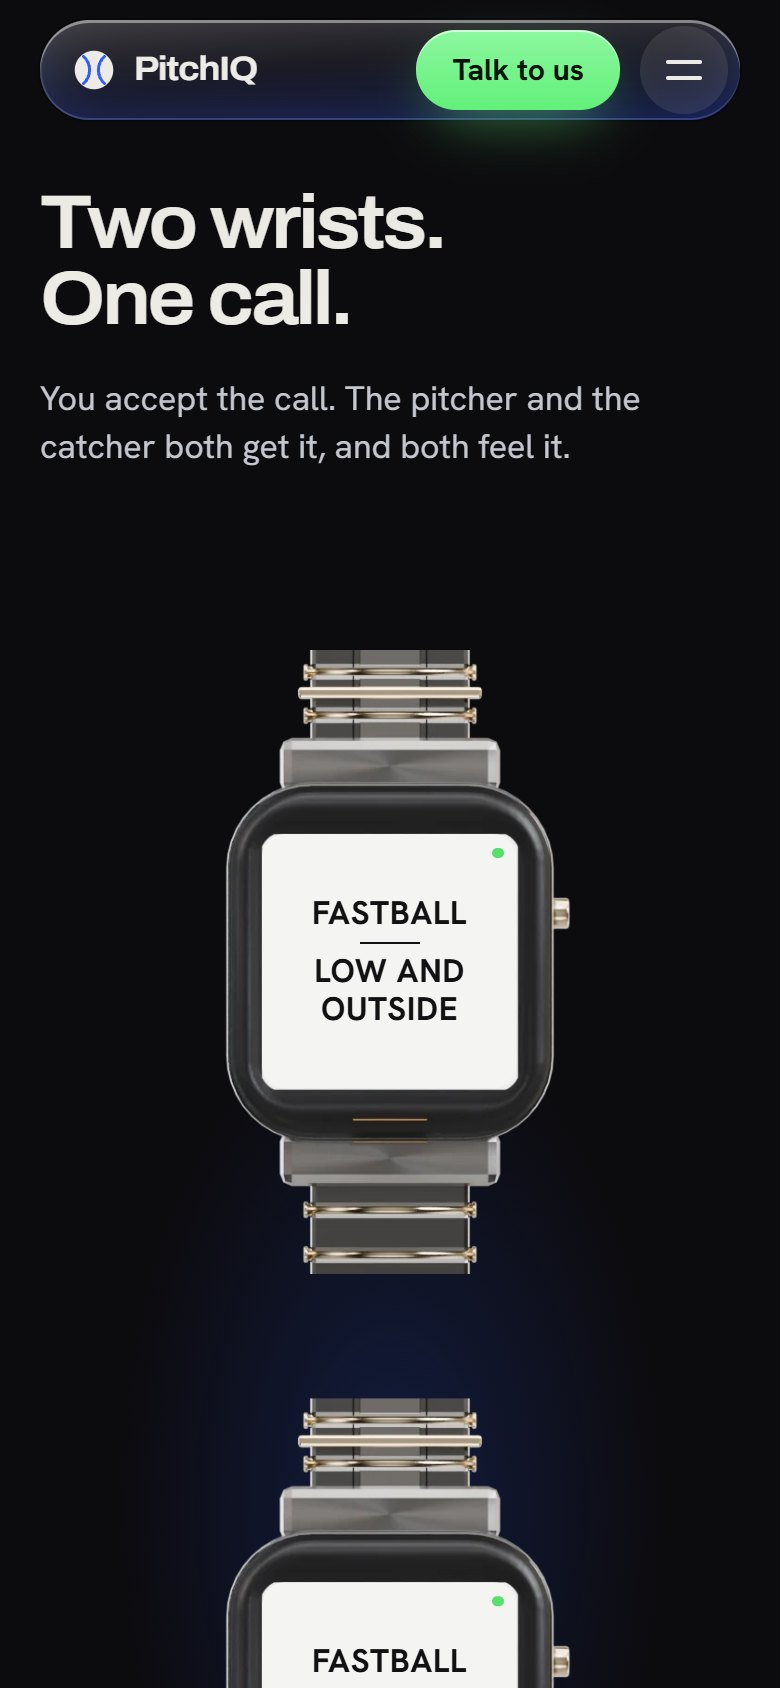 PitchIQ
Talk to us
Two wrists.
One call.
You accept the call. The pitcher and the
catcher both get it, and both feel it.
FASTBALL
LOW AND
OUTSIDE
FASTBALL